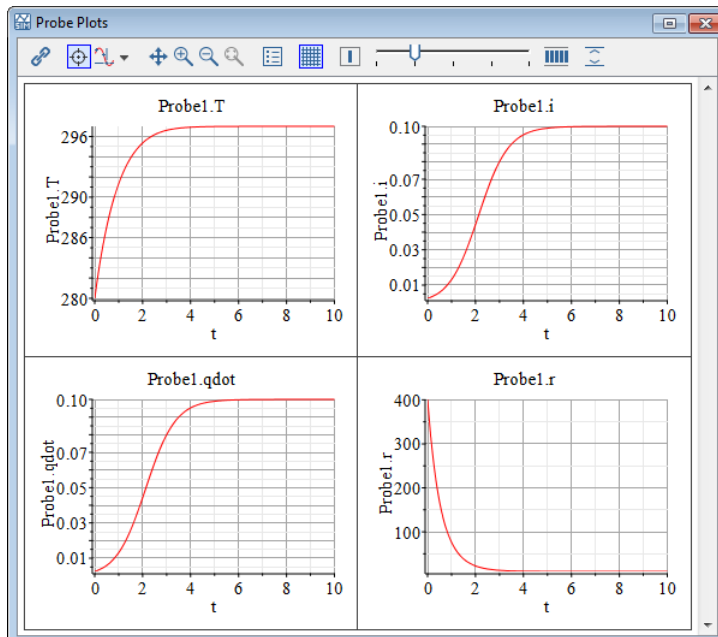 Probe Plots
Probe1.T
296
290
286
280
Probe1.T
0 2 4 6 8 10
t
Probe1.i
0.10
0.07
0.05
0.03
0.01
Probe1.i
0 2 4 6 8 10
t
Probe1.qdot
0.10
0.07
0.05
0.03
0.01
Probe1.qdot
0 2 4 6 8 10
t
Probe1.r
400
300
200
100
Probe1.r
0 2 4 6 8 10
t